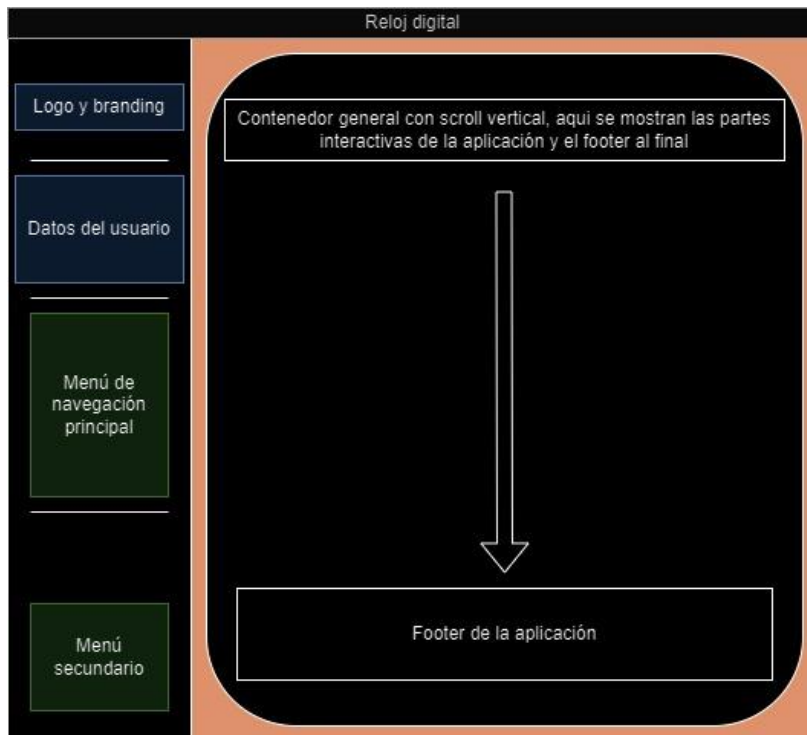 Reloj digital
Logo y branding
Datos del usuario
Menú de
navegación
principal
Menú
secundario
Contenedor general con scroll vertical, aqui se mostran las partes
interactivas de la aplicación y el footer al final
Footer de la aplicación